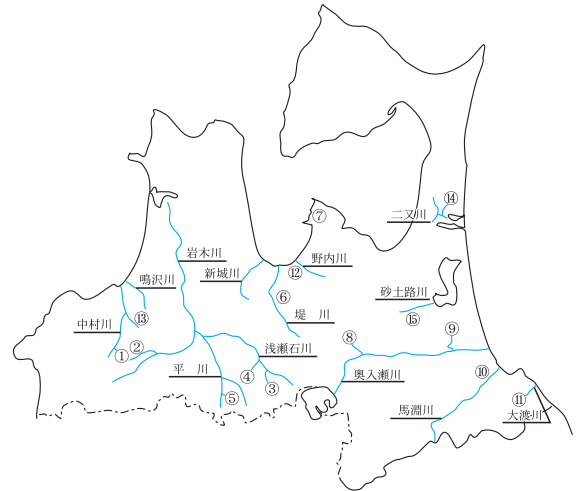 ⑭
二又川
⑦
岩木川
野内川
新城川
⑫
鳴沢川
砂土路川
⑥
堤 川
⑬
⑮
中村川
⑧
⑨
①
②
浅瀬石川
平 川
④
③
奥入瀬川
⑩
⑤
馬淵川
⑪
大渡川